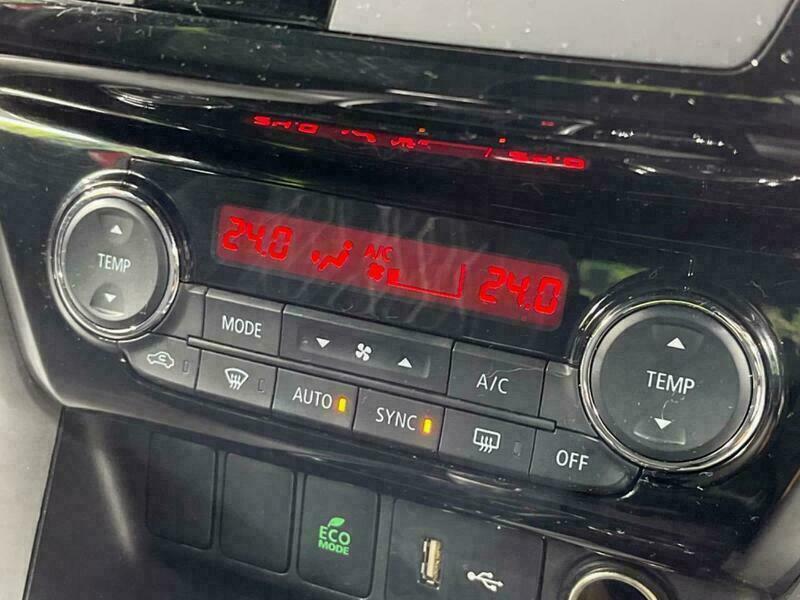 24.0 A/C 24.0
TEMP
MODE
A/C
TEMP
AUTO
SYNC
OFF
ECO
MODE